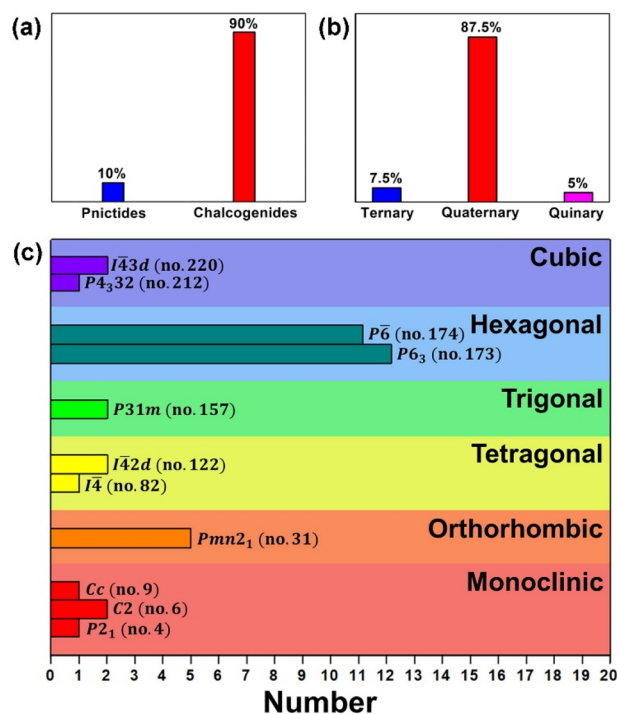 (a)
90%
10%
Pnictides Chalcogenides
(b)
87.5%
7.5%
5%
Ternary Quaternary Quinary
(c)
Cubic
I4̅3d (no.220)
P4₃32 (no.212)
Hexagonal
P6̅ (no.174)
P6₃ (no.173)
Trigonal
P31m (no.157)
Tetragonal
I4̅2d (no.122)
I4̅ (no.82)
Orthorhombic
Pmn2₁ (no.31)
Monoclinic
Cc (no.9)
C2 (no.6)
P2₁ (no.4)
0 1 2 3 4 5 6 7 8 9 10 11 12 13 14 15 16 17 18 19 20
Number